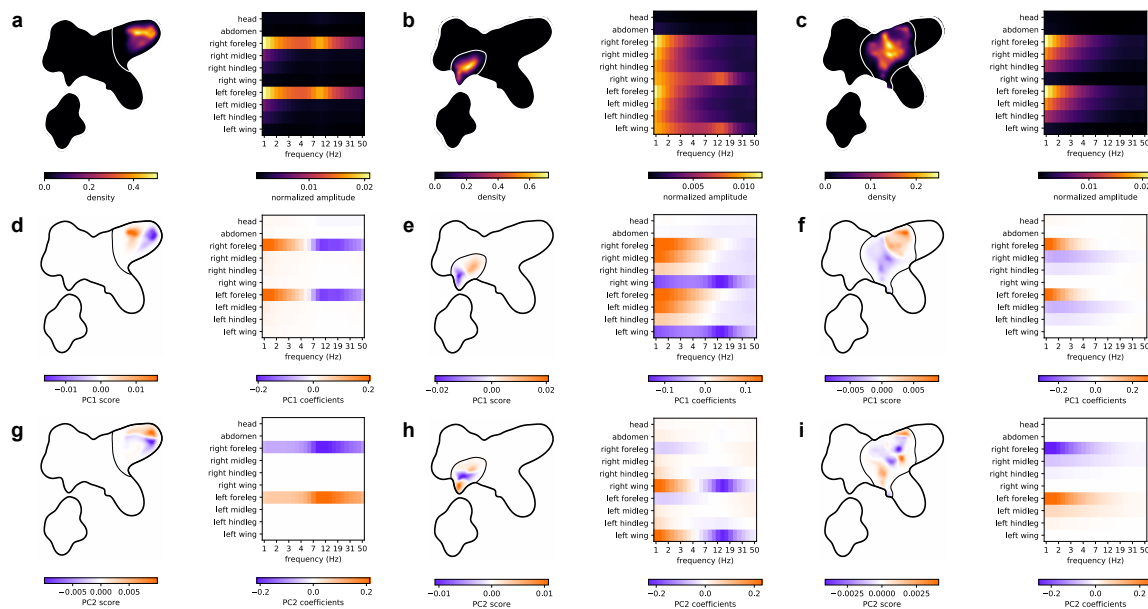 a
head
abdomen
right foreleg
right midleg
right hindleg
right wing
left foreleg
left midleg
left hindleg
left wing
1 2 3 4 7 12 19 31 50
frequency (Hz)
0.0 0.2 0.4
density
0.01 0.02
normalized amplitude
b
head
abdomen
right foreleg
right midleg
right hindleg
right wing
left foreleg
left midleg
left hindleg
left wing
1 2 3 4 7 12 19 31 50
frequency (Hz)
0.0 0.2 0.4 0.6
density
0.005 0.010
normalized amplitude
c
head
abdomen
right foreleg
right midleg
right hindleg
right wing
left foreleg
left midleg
left hindleg
left wing
1 2 3 4 7 12 19 31 50
frequency (Hz)
0.0 0.1 0.2
density
0.01 0.02
normalized amplitude
d
head
abdomen
right foreleg
right midleg
right hindleg
right wing
left foreleg
left midleg
left hindleg
left wing
1 2 3 4 7 12 19 31 50
frequency (Hz)
−0.01 0.00 0.01
PC1 score
−0.2 0.0 0.2
PC1 coefficients
e
head
abdomen
right foreleg
right midleg
right hindleg
right wing
left foreleg
left midleg
left hindleg
left wing
1 2 3 4 7 12 19 31 50
frequency (Hz)
−0.02 −0.01 0.00 0.01 0.02
PC1 score
−0.1 0.0 0.1
PC1 coefficients
f
head
abdomen
right foreleg
right midleg
right hindleg
right wing
left foreleg
left midleg
left hindleg
left wing
1 2 3 4 7 12 19 31 50
frequency (Hz)
−0.005 0.000 0.005
PC1 score
−0.2 0.0 0.2
PC1 coefficients
g
head
abdomen
right foreleg
right midleg
right hindleg
right wing
left foreleg
left midleg
left hindleg
left wing
1 2 3 4 7 12 19 31 50
frequency (Hz)
−0.005 0.000 0.005
PC2 score
−0.2 0.0 0.2
PC2 coefficients
h
head
abdomen
right foreleg
right midleg
right hindleg
right wing
left foreleg
left midleg
left hindleg
left wing
1 2 3 4 7 12 19 31 50
frequency (Hz)
−0.01 0.00 0.01
PC2 score
−0.2 0.0 0.2
PC2 coefficients
i
head
abdomen
right foreleg
right midleg
right hindleg
right wing
left foreleg
left midleg
left hindleg
left wing
1 2 3 4 7 12 19 31 50
frequency (Hz)
−0.0025 0.0000 0.0025
PC2 score
−0.2 0.0 0.2
PC2 coefficients